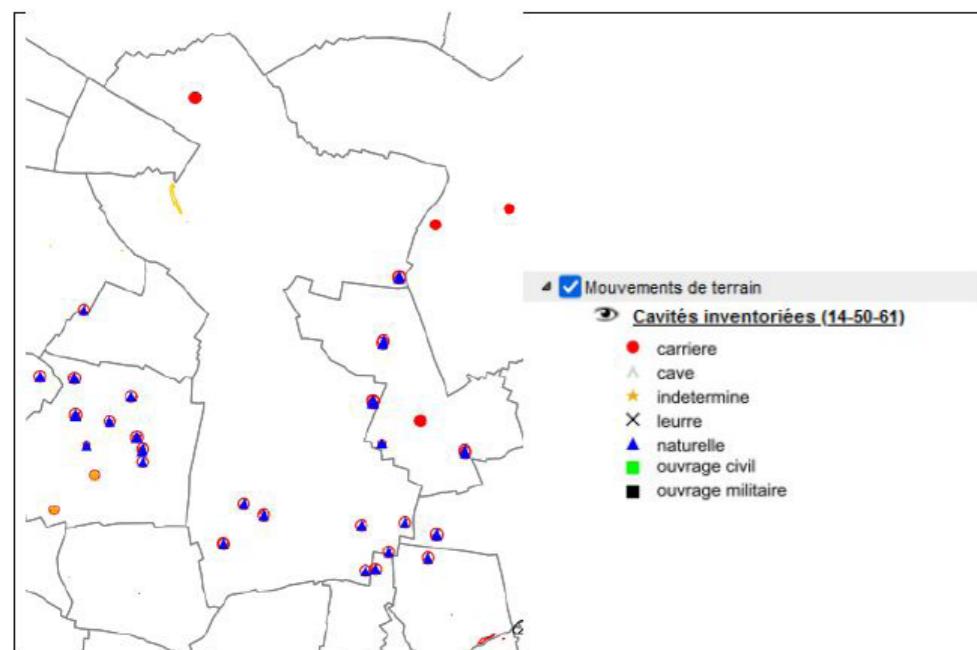 Mouvements de terrain
Cavités inventoriées (14-50-61)
carriere
cave
indetermine
leurre
naturelle
ouvrage civil
ouvrage militaire